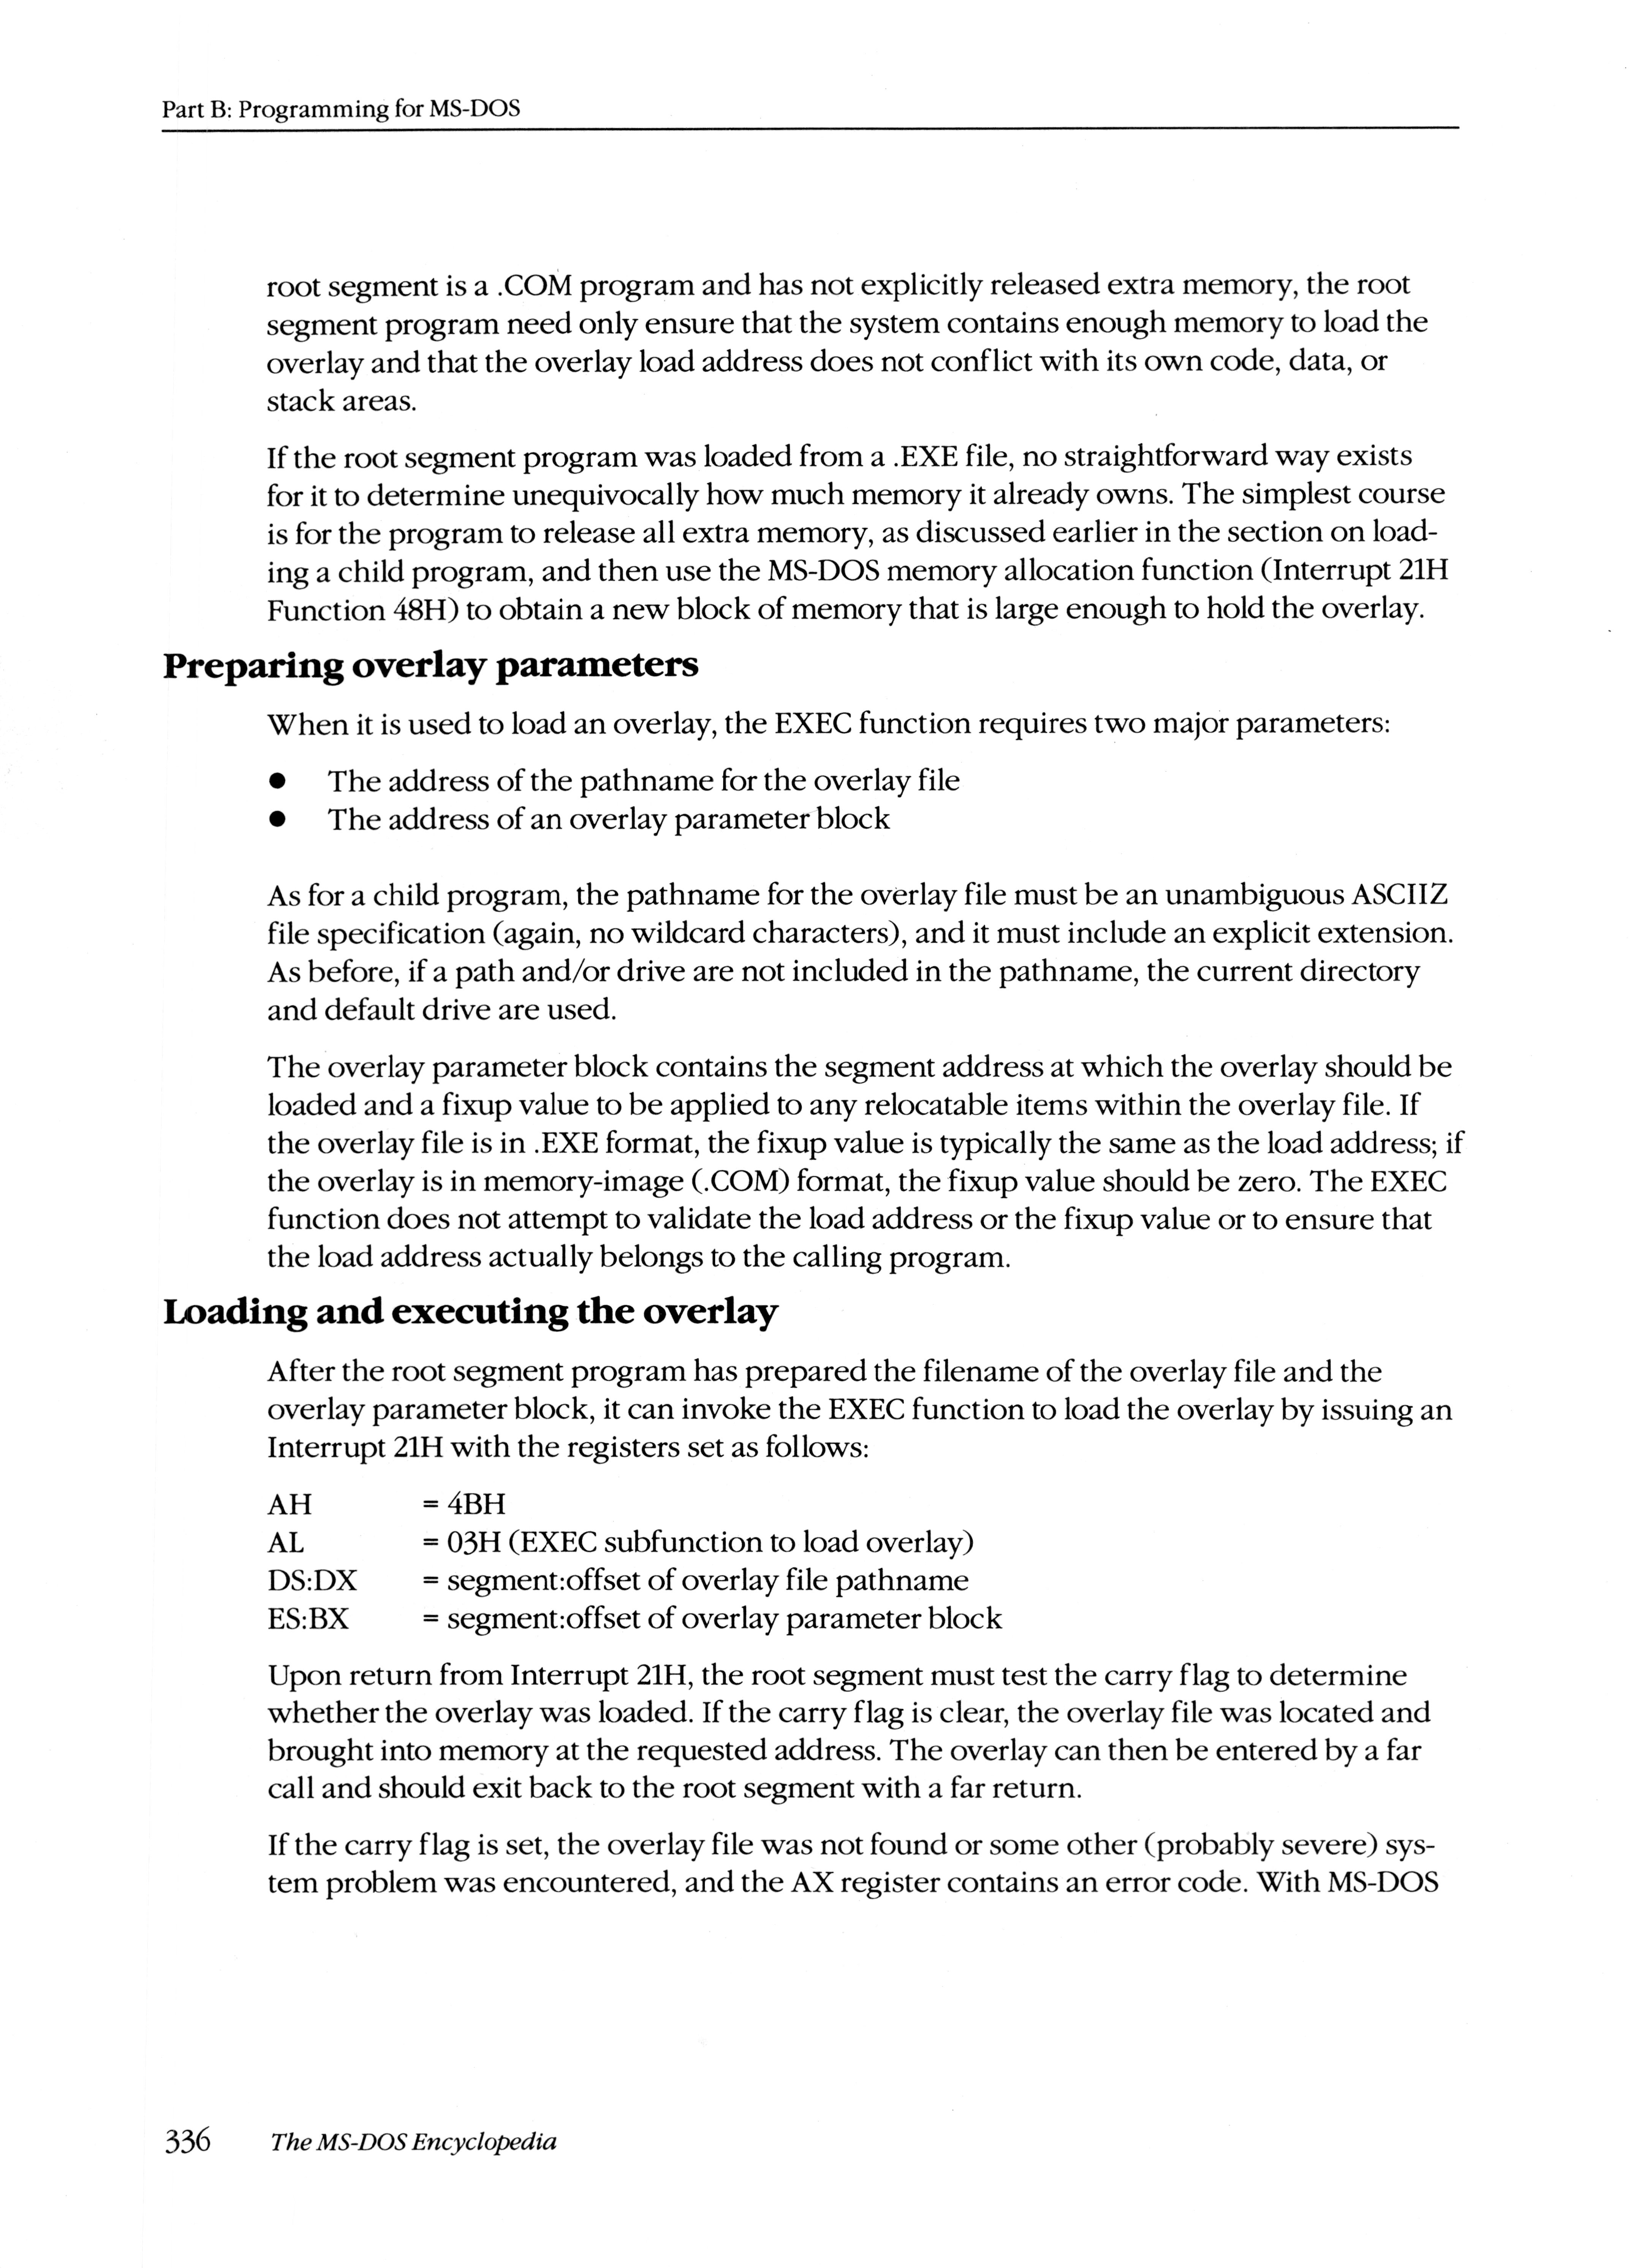 Part B: Programming for MS-DOS
root segment is a .COM program and has not explicitly released extra memory, the root
segment program need only ensure that the system contains enough memory to load the
overlay and that the overlay load address does not conflict with its own code, data, or
stack areas.
If the root segment program was loaded from a .EXE file, no straightforward way exists
for it to determine unequivocally how much memory it already owns. The simplest course
is for the program to release all extra memory, as discussed earlier in the section on load-
ing a child program, and then use the MS-DOS memory allocation function (Interrupt 21H
Function 48H) to obtain a new block of memory that is large enough to hold the overlay.
Preparing overlay parameters
When it is used to load an overlay, the EXEC function requires two major parameters:
● The address of the pathname for the overlay file
● The address of an overlay parameter block
As for a child program, the pathname for the overlay file must be an unambiguous ASCIIZ
file specification (again, no wildcard characters), and it must include an explicit extension.
As before, if a path and/or drive are not included in the pathname, the current directory
and default drive are used.
The overlay parameter block contains the segment address at which the overlay should be
loaded and a fixup value to be applied to any relocatable items within the overlay file. If
the overlay file is in .EXE format, the fixup value is typically the same as the load address; if
the overlay is in memory-image (.COM) format, the fixup value should be zero. The EXEC
function does not attempt to validate the load address or the fixup value or to ensure that
the load address actually belongs to the calling program.
Loading and executing the overlay
After the root segment program has prepared the filename of the overlay file and the
overlay parameter block, it can invoke the EXEC function to load the overlay by issuing an
Interrupt 21H with the registers set as follows:
AH = 4BH
AL = 03H (EXEC subfunction to load overlay)
DS:DX = segment:offset of overlay file pathname
ES:BX = segment:offset of overlay parameter block
Upon return from Interrupt 21H, the root segment must test the carry flag to determine
whether the overlay was loaded. If the carry flag is clear, the overlay file was located and
brought into memory at the requested address. The overlay can then be entered by a far
call and should exit back to the root segment with a far return.
If the carry flag is set, the overlay file was not found or some other (probably severe) sys-
tem problem was encountered, and the AX register contains an error code. With MS-DOS
336 The MS-DOS Encyclopedia